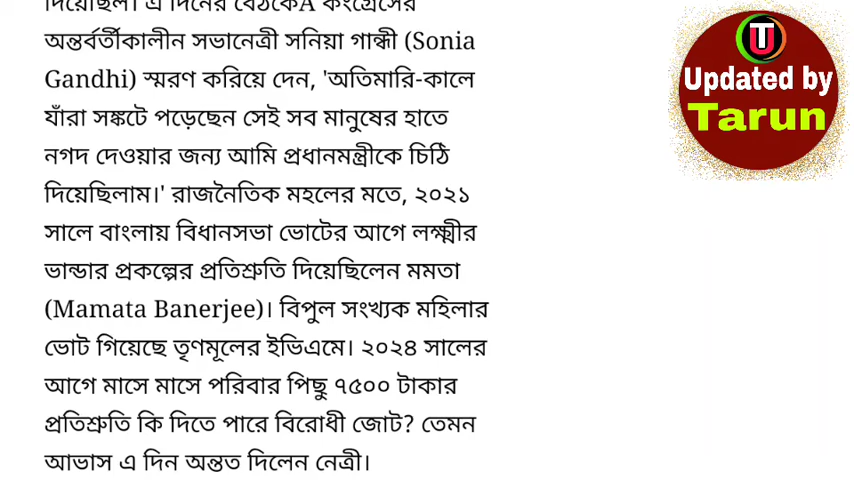 দিয়েছিল। এ দিনের বৈঠকেA কংগ্রেসের
অন্তর্বর্তীকালীন সভানেত্রী সনিয়া গান্ধী (Sonia
Gandhi) স্মরণ করিয়ে দেন, 'অতিমারি-কালে
যাঁরা সঙ্কটে পড়েছেন সেই সব মানুষের হাতে
নগদ দেওয়ার জন্য আমি প্রধানমন্ত্রীকে চিঠি
দিয়েছিলাম।' রাজনৈতিক মহলের মতে, ২০২১
সালে বাংলায় বিধানসভা ভোটের আগে লক্ষ্মীর
ভান্ডার প্রকল্পের প্রতিশ্রুতি দিয়েছিলেন মমতা
(Mamata Banerjee)। বিপুল সংখ্যক মহিলার
ভোট গিয়েছে তৃণমূলের ইভিএমে। ২০২৪ সালের
আগে মাসে মাসে পরিবার পিছু ৭৫০০ টাকার
প্রতিশ্রুতি কি দিতে পারে বিরোধী জোট? তেমন
আভাস এ দিন অন্তত দিলেন নেত্রী।
TU
Updated by
Tarun